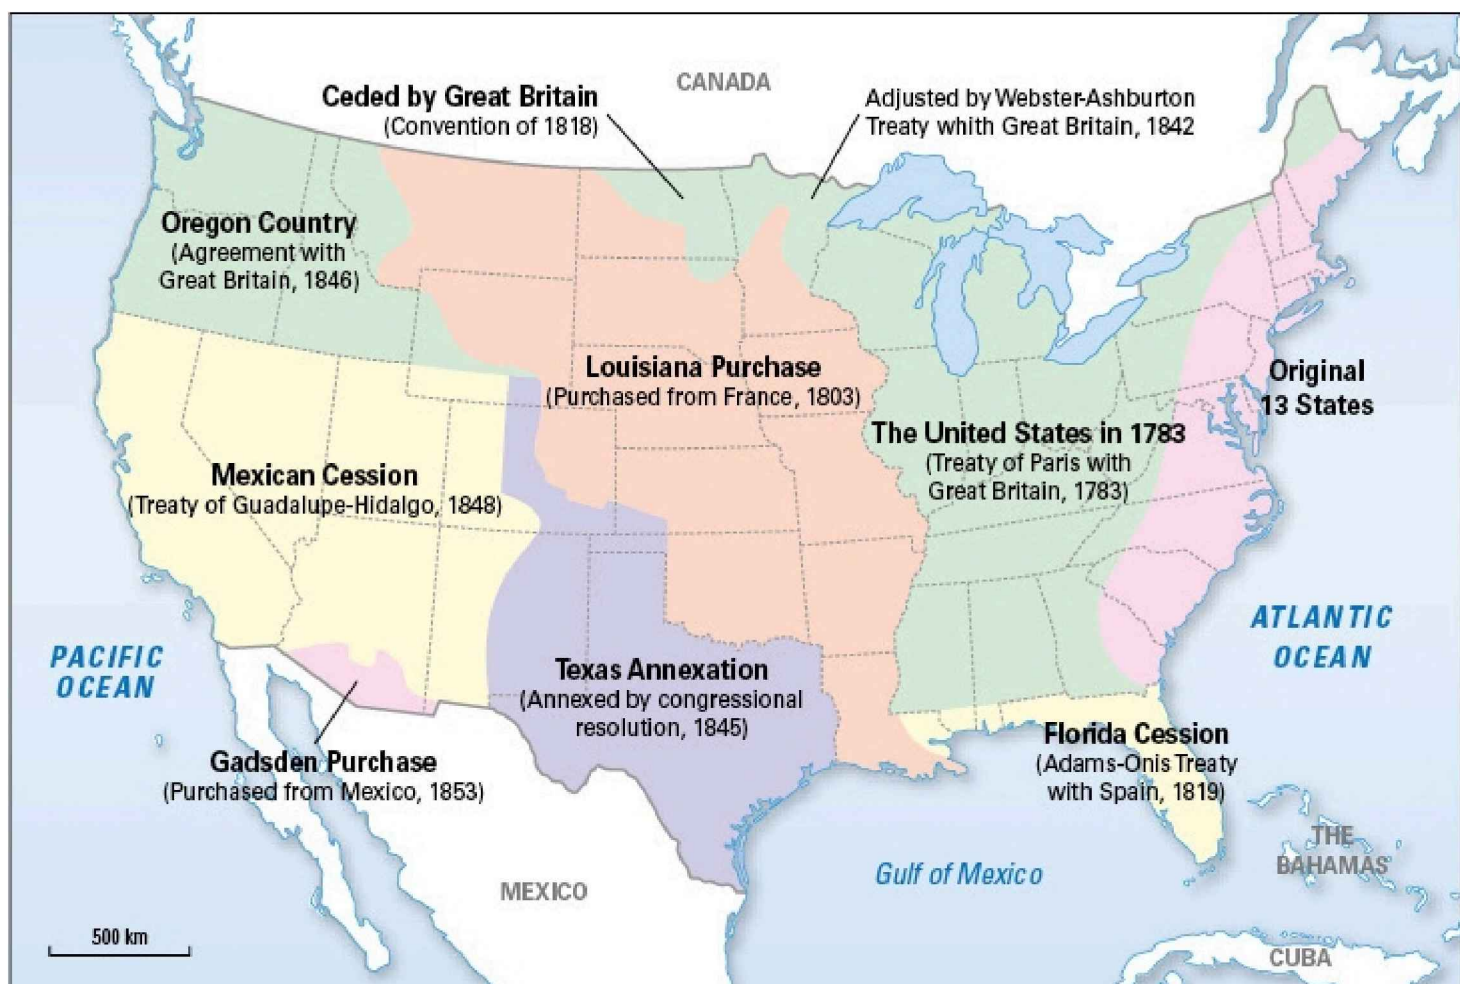 CANADA
Ceded by Great Britain
(Convention of 1818)
Adjusted by Webster-Ashburton
Treaty whith Great Britain, 1842
Oregon Country
(Agreement with
Great Britain, 1846)
Louisiana Purchase
(Purchased from France, 1803)
Original
13 States
The United States in 1783
(Treaty of Paris with
Great Britain, 1783)
Mexican Cession
(Treaty of Guadalupe-Hidalgo, 1848)
PACIFIC
OCEAN
ATLANTIC
OCEAN
Texas Annexation
(Annexed by congressional
resolution, 1845)
Gadsden Purchase
(Purchased from Mexico, 1853)
Florida Cession
(Adams-Onis Treaty
with Spain, 1819)
THE
BAHAMAS
Gulf of Mexico
MEXICO
500 km
CUBA